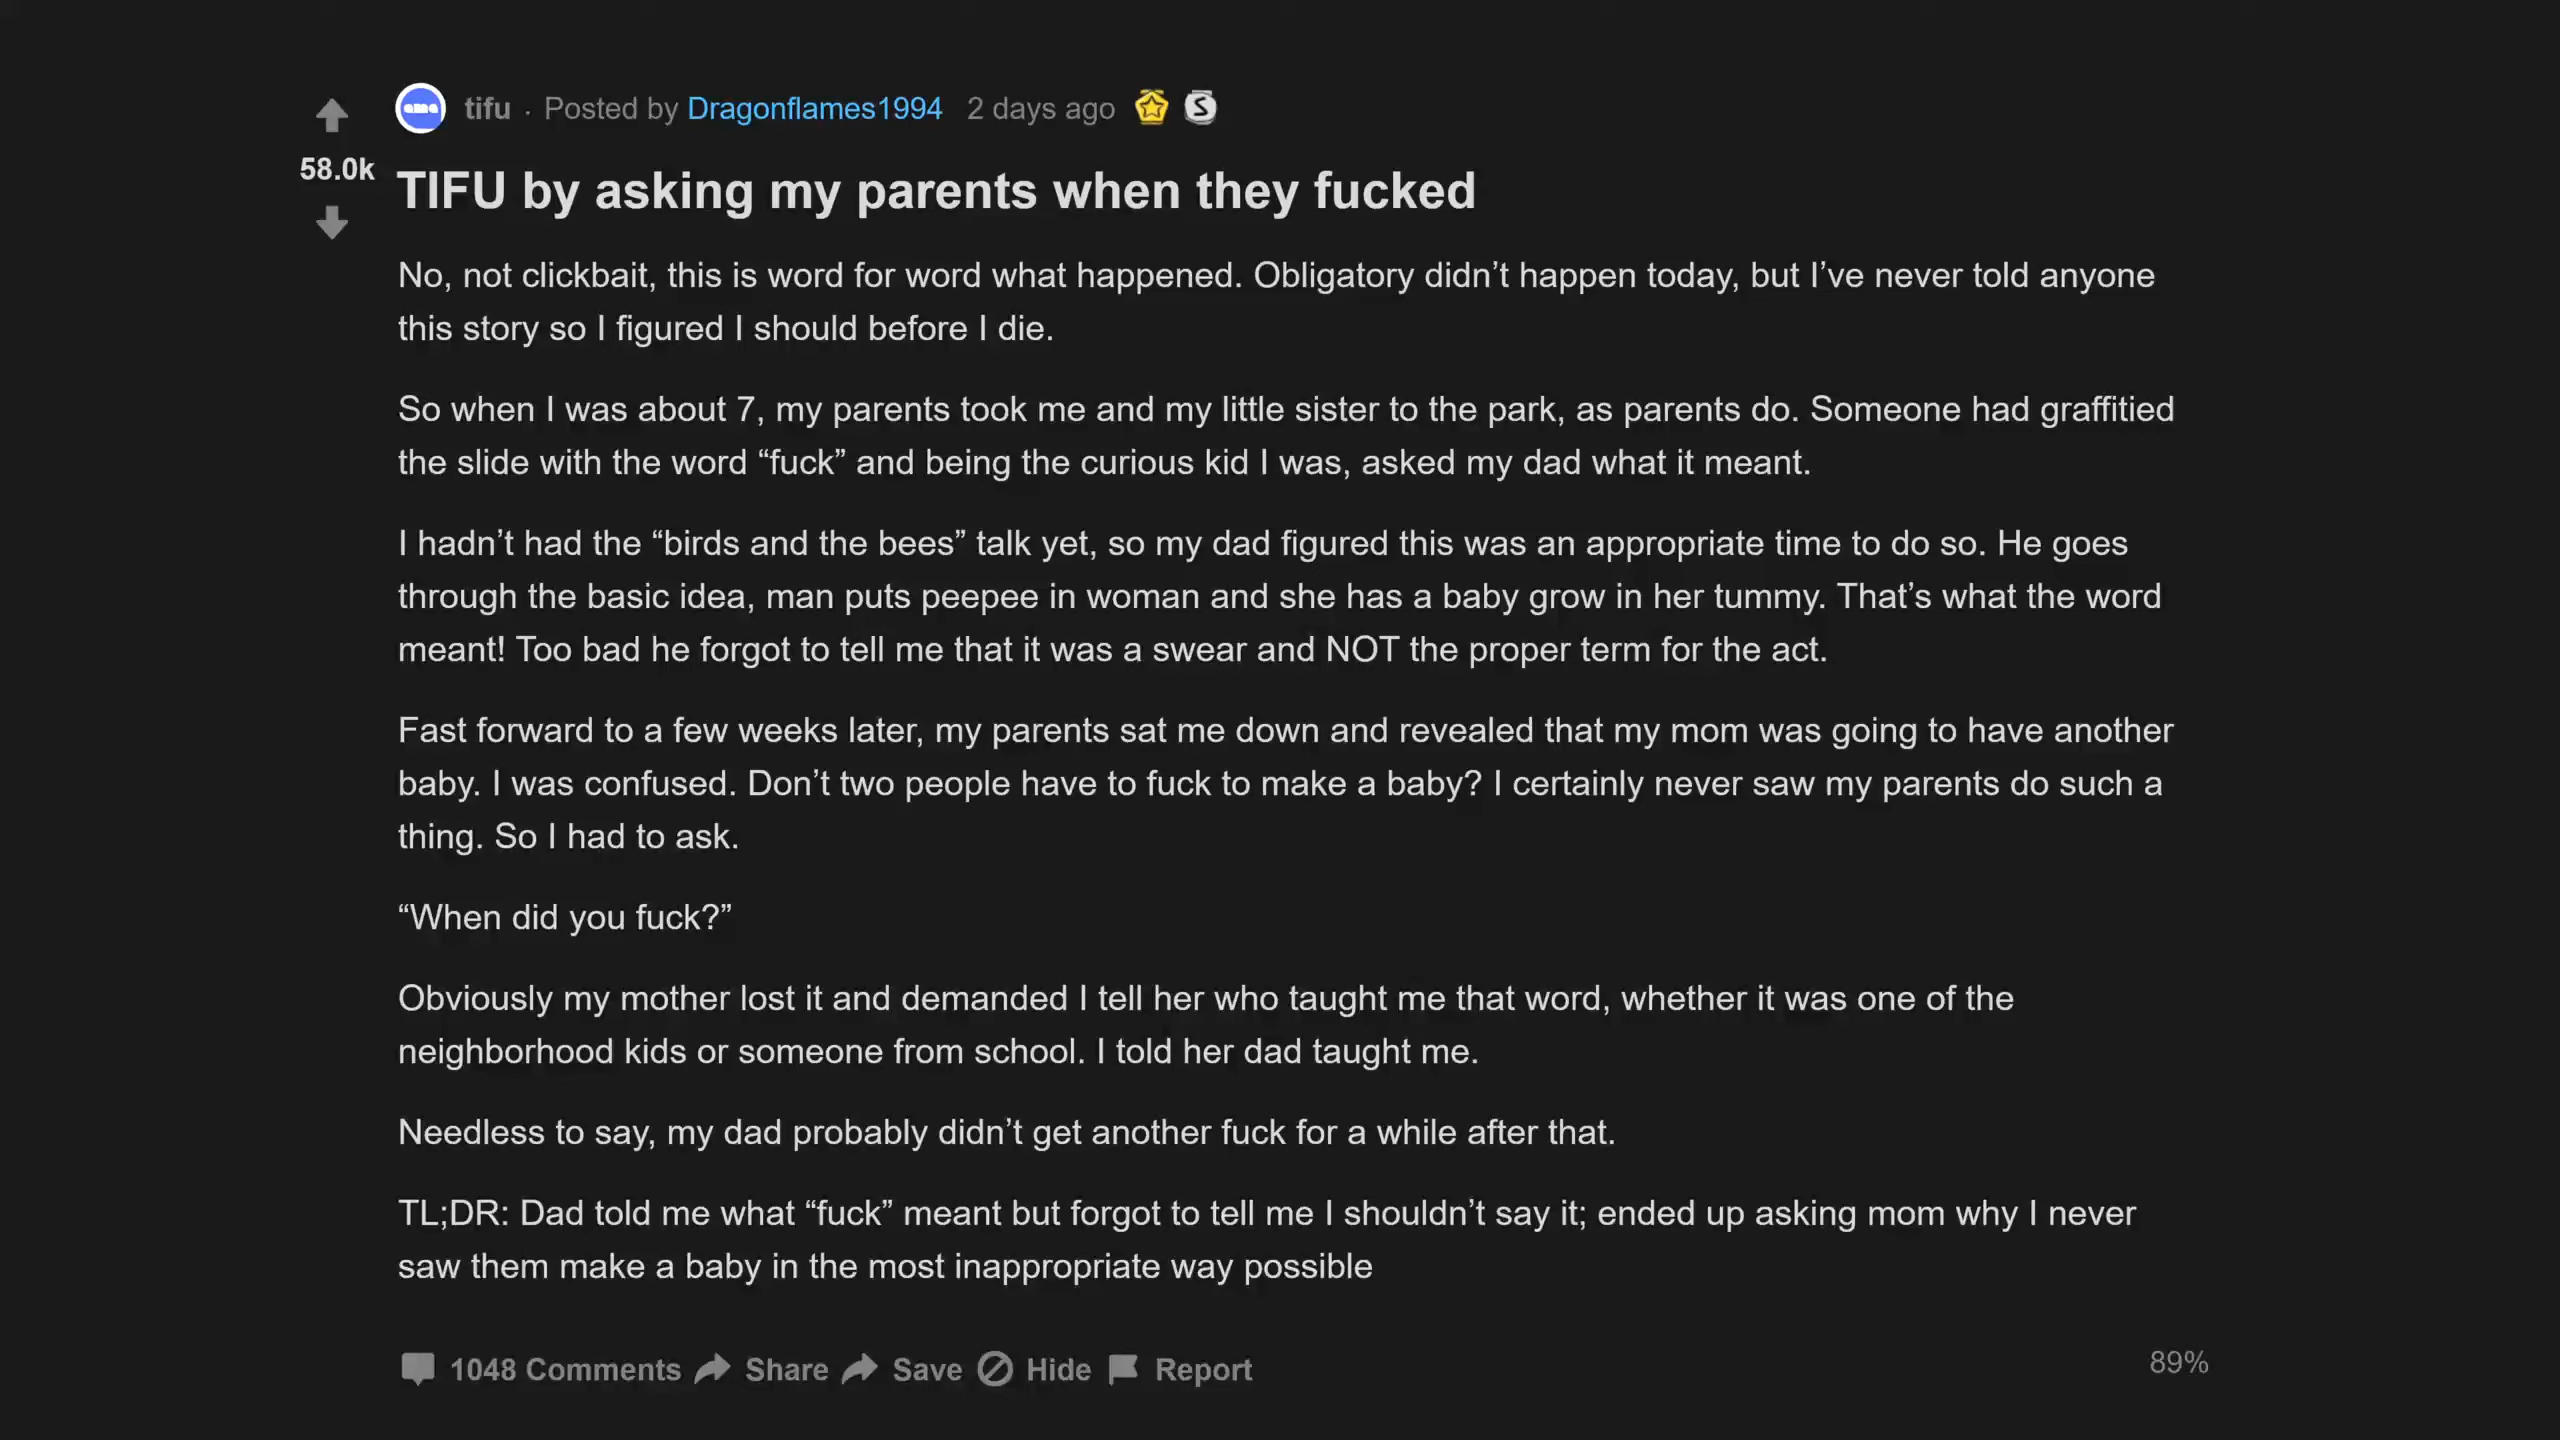 tifu · Posted by Dragonflames1994 2 days ago
58.0k
TIFU by asking my parents when they fucked
No, not clickbait, this is word for word what happened. Obligatory didn’t happen today, but I’ve never told anyone
this story so I figured I should before I die.
So when I was about 7, my parents took me and my little sister to the park, as parents do. Someone had graffitied
the slide with the word “fuck” and being the curious kid I was, asked my dad what it meant.
I hadn’t had the “birds and the bees” talk yet, so my dad figured this was an appropriate time to do so. He goes
through the basic idea, man puts peepee in woman and she has a baby grow in her tummy. That’s what the word
meant! Too bad he forgot to tell me that it was a swear and NOT the proper term for the act.
Fast forward to a few weeks later, my parents sat me down and revealed that my mom was going to have another
baby. I was confused. Don’t two people have to fuck to make a baby? I certainly never saw my parents do such a
thing. So I had to ask.
“When did you fuck?”
Obviously my mother lost it and demanded I tell her who taught me that word, whether it was one of the
neighborhood kids or someone from school. I told her dad taught me.
Needless to say, my dad probably didn’t get another fuck for a while after that.
TL;DR: Dad told me what “fuck” meant but forgot to tell me I shouldn’t say it; ended up asking mom why I never
saw them make a baby in the most inappropriate way possible
1048 Comments Share Save Hide Report
89%